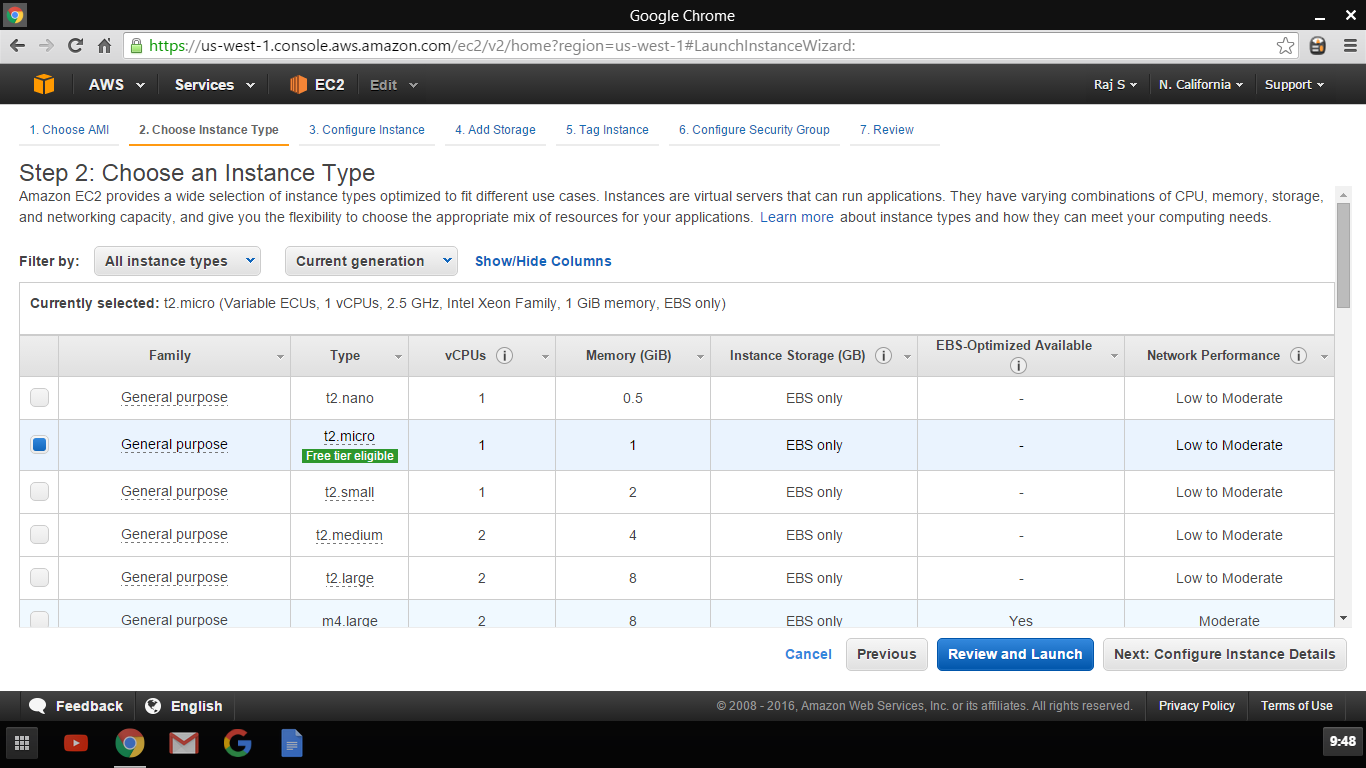 Google Chrome
https://us-west-1.console.aws.amazon.com/ec2/v2/home?region=us-west-1#LaunchInstanceWizard:
AWS Services EC2 Edit Raj S N. California Support
1. Choose AMI 2. Choose Instance Type 3. Configure Instance 4. Add Storage 5. Tag Instance 6. Configure Security Group 7. Review
Step 2: Choose an Instance Type
Amazon EC2 provides a wide selection of instance types optimized to fit different use cases. Instances are virtual servers that can run applications. They have varying combinations of CPU, memory, storage,
and networking capacity, and give you the flexibility to choose the appropriate mix of resources for your applications. Learn more about instance types and how they can meet your computing needs.
Filter by: All instance types Current generation Show/Hide Columns
Currently selected: t2.micro (Variable ECUs, 1 vCPUs, 2.5 GHz, Intel Xeon Family, 1 GiB memory, EBS only)
Family Type vCPUs Memory (GiB) Instance Storage (GB) EBS-Optimized Available Network Performance
General purpose t2.nano 1 0.5 EBS only - Low to Moderate
General purpose t2.micro 1 1 EBS only - Low to Moderate
Free tier eligible
General purpose t2.small 1 2 EBS only - Low to Moderate
General purpose t2.medium 2 4 EBS only - Low to Moderate
General purpose t2.large 2 8 EBS only - Low to Moderate
General purpose m4.large 2 8 EBS only Yes Moderate
Cancel Previous Review and Launch Next: Configure Instance Details
Feedback English © 2008 - 2016, Amazon Web Services, Inc. or its affiliates. All rights reserved. Privacy Policy Terms of Use
9:48